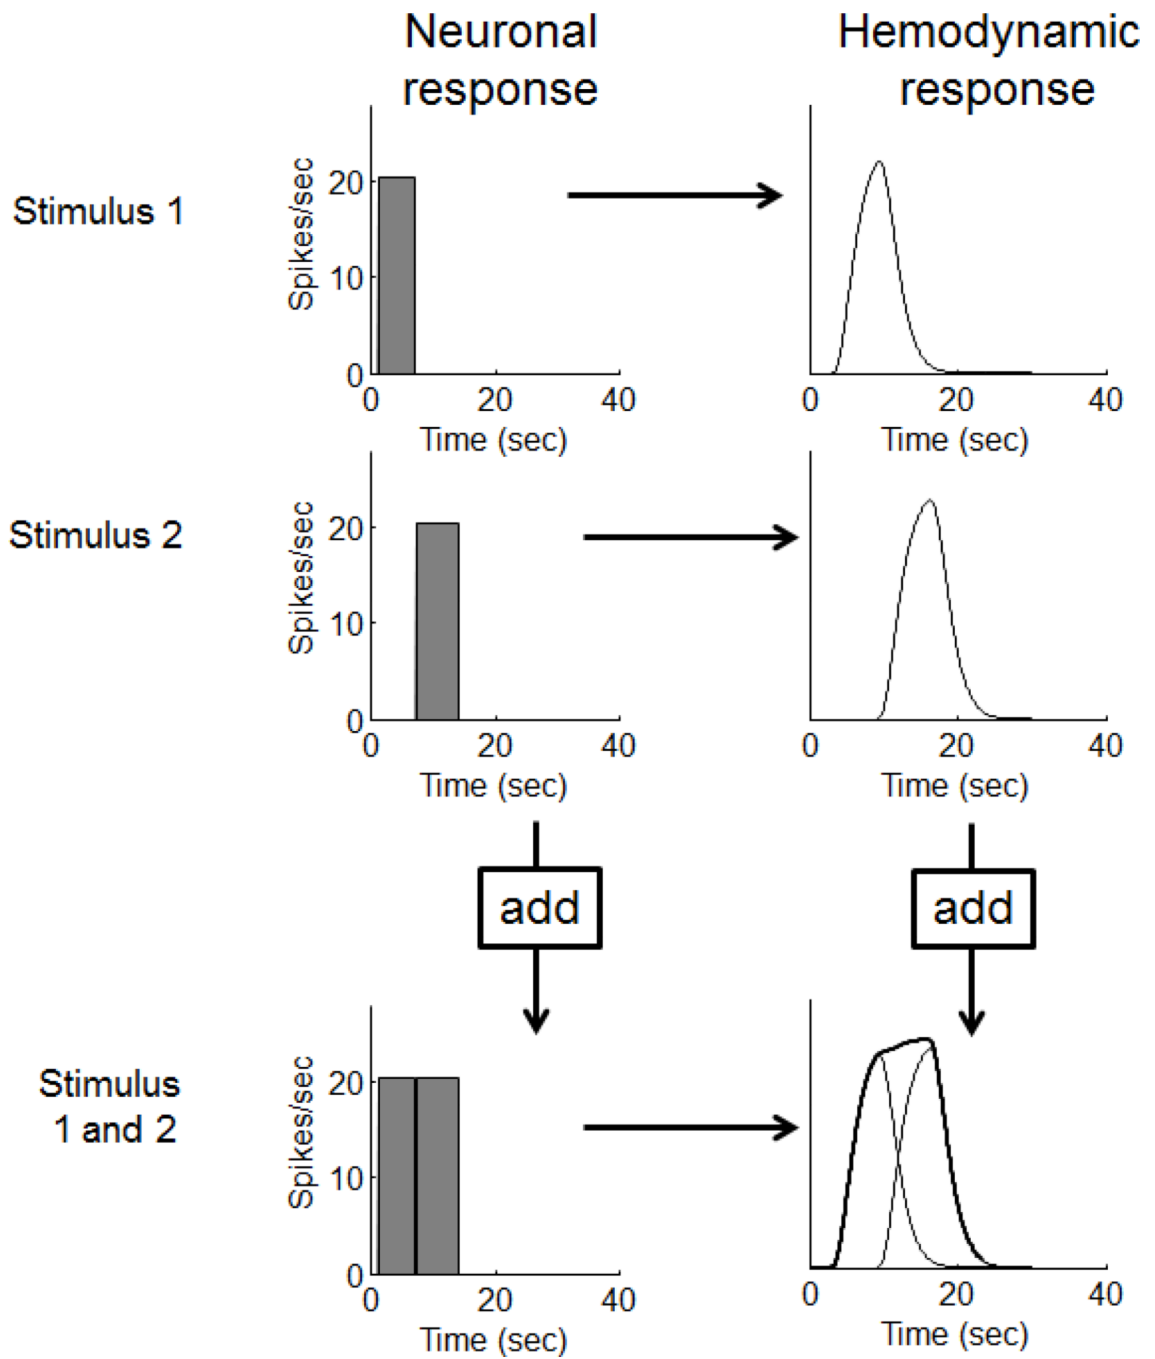 Neuronal
response
Hemodynamic
response
Stimulus 1
Spikes/sec
20
10
0
0 20 40
Time (sec)
0 20 40
Time (sec)
Stimulus 2
Spikes/sec
20
10
0
0 20 40
Time (sec)
0 20 40
Time (sec)
add
add
Stimulus
1 and 2
Spikes/sec
20
10
0
0 20 40
Time (sec)
0 20 40
Time (sec)